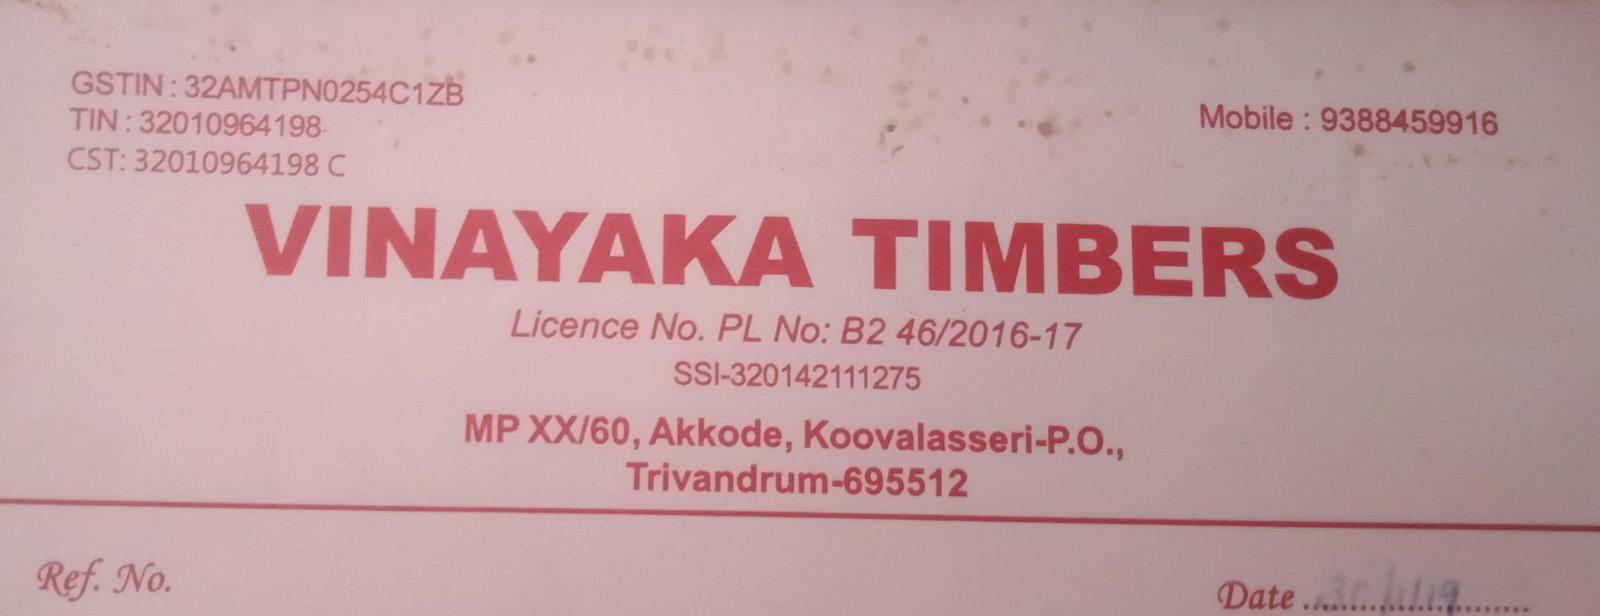 GSTIN : 32AMTPN0254C1ZB
TIN : 32010964198
CST: 32010964198 C
Mobile : 9388459916
VINAYAKA TIMBERS
Licence No. PL No: B2 46/2016-17
SSI-320142111275
MP XX/60, Akkode, Koovalasseri-P.O.,
Trivandrum-695512
Ref. No.
Date